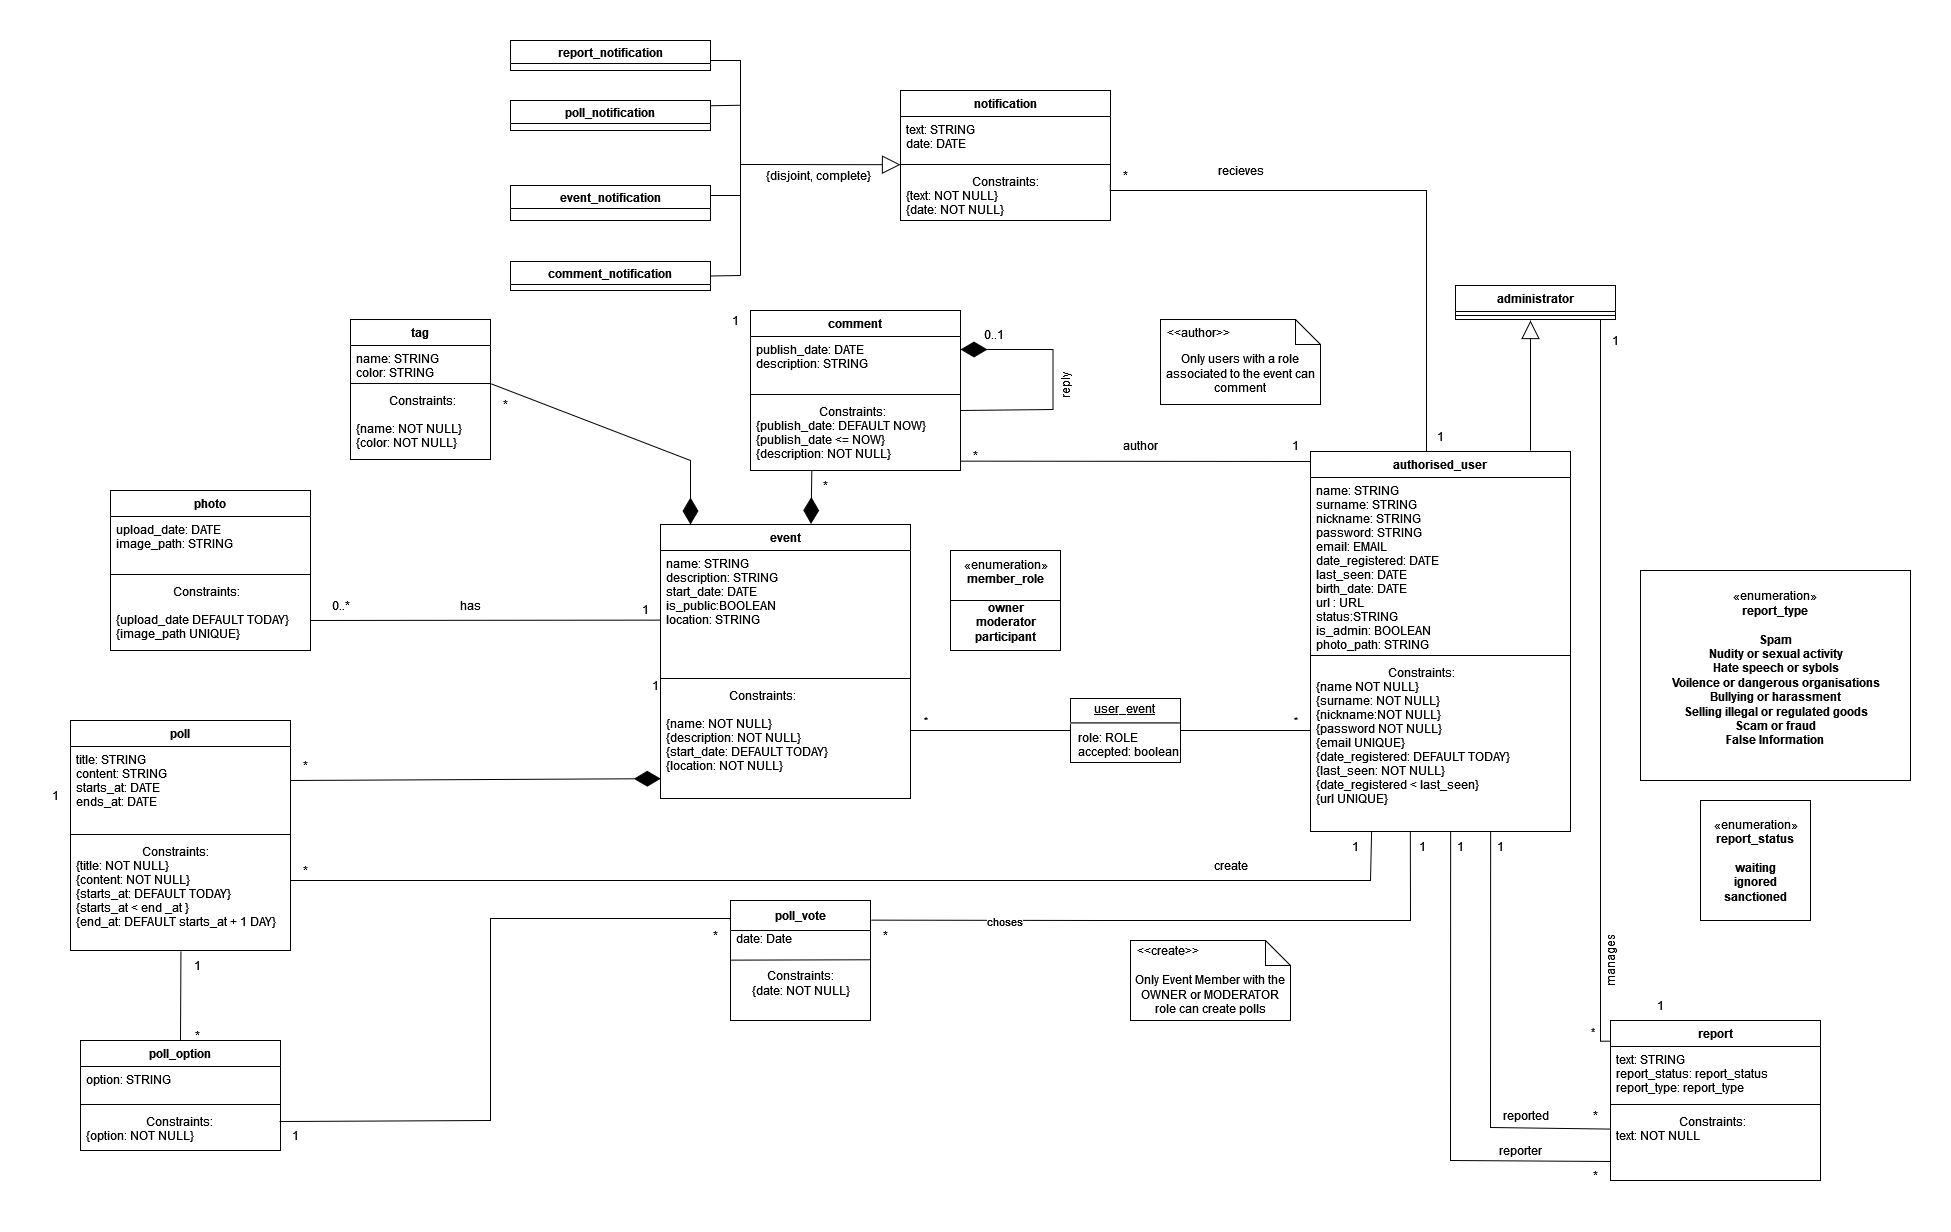 report_notification
poll_notification
event_notification
comment_notification
{disjoint, complete}
notification
text: STRING
date: DATE
Constraints:
{text: NOT NULL}
{date: NOT NULL}
*
recieves
1
administrator
1
tag
name: STRING
color: STRING
Constraints:
{name: NOT NULL}
{color: NOT NULL}
*
1
comment
publish_date: DATE
description: STRING
Constraints:
{publish_date: DEFAULT NOW}
{publish_date <= NOW}
{description: NOT NULL}
0..1
reply
*
*
author
1
<<author>>
Only users with a role
associated to the event can
comment
photo
upload_date: DATE
image_path: STRING
Constraints:
{upload_date DEFAULT TODAY}
{image_path UNIQUE}
0..*
has
1
event
name: STRING
description: STRING
start_date: DATE
is_public:BOOLEAN
location: STRING
Constraints:
{name: NOT NULL}
{description: NOT NULL}
{start_date: DEFAULT TODAY}
{location: NOT NULL}
1
«enumeration»
member_role
owner
moderator
participant
*
user_event
role: ROLE
accepted: boolean
*
authorised_user
name: STRING
surname: STRING
nickname: STRING
password: STRING
email: EMAIL
date_registered: DATE
last_seen: DATE
birth_date: DATE
url : URL
status:STRING
is_admin: BOOLEAN
photo_path: STRING
Constraints:
{name NOT NULL}
{surname: NOT NULL}
{nickname:NOT NULL}
{password NOT NULL}
{email UNIQUE}
{date_registered: DEFAULT TODAY}
{last_seen: NOT NULL}
{date_registered < last_seen}
{url UNIQUE}
1
1
1
1
«enumeration»
report_type
Spam
Nudity or sexual activity
Hate speech or sybols
Voilence or dangerous organisations
Bullying or harassment
Selling illegal or regulated goods
Scam or fraud
False Information
«enumeration»
report_status
waiting
ignored
sanctioned
poll
title: STRING
content: STRING
starts_at: DATE
ends_at: DATE
Constraints:
{title: NOT NULL}
{content: NOT NULL}
{starts_at: DEFAULT TODAY}
{starts_at < end _at }
{end_at: DEFAULT starts_at + 1 DAY}
1
*
*
create
1
*
poll_option
option: STRING
Constraints:
{option: NOT NULL}
1
*
poll_vote
date: Date
Constraints:
{date: NOT NULL}
*
choses
<<create>>
Only Event Member with the
OWNER or MODERATOR
role can create polls
manages
1
*
report
text: STRING
report_status: report_status
report_type: report_type
Constraints:
text: NOT NULL
reported
*
reporter
*